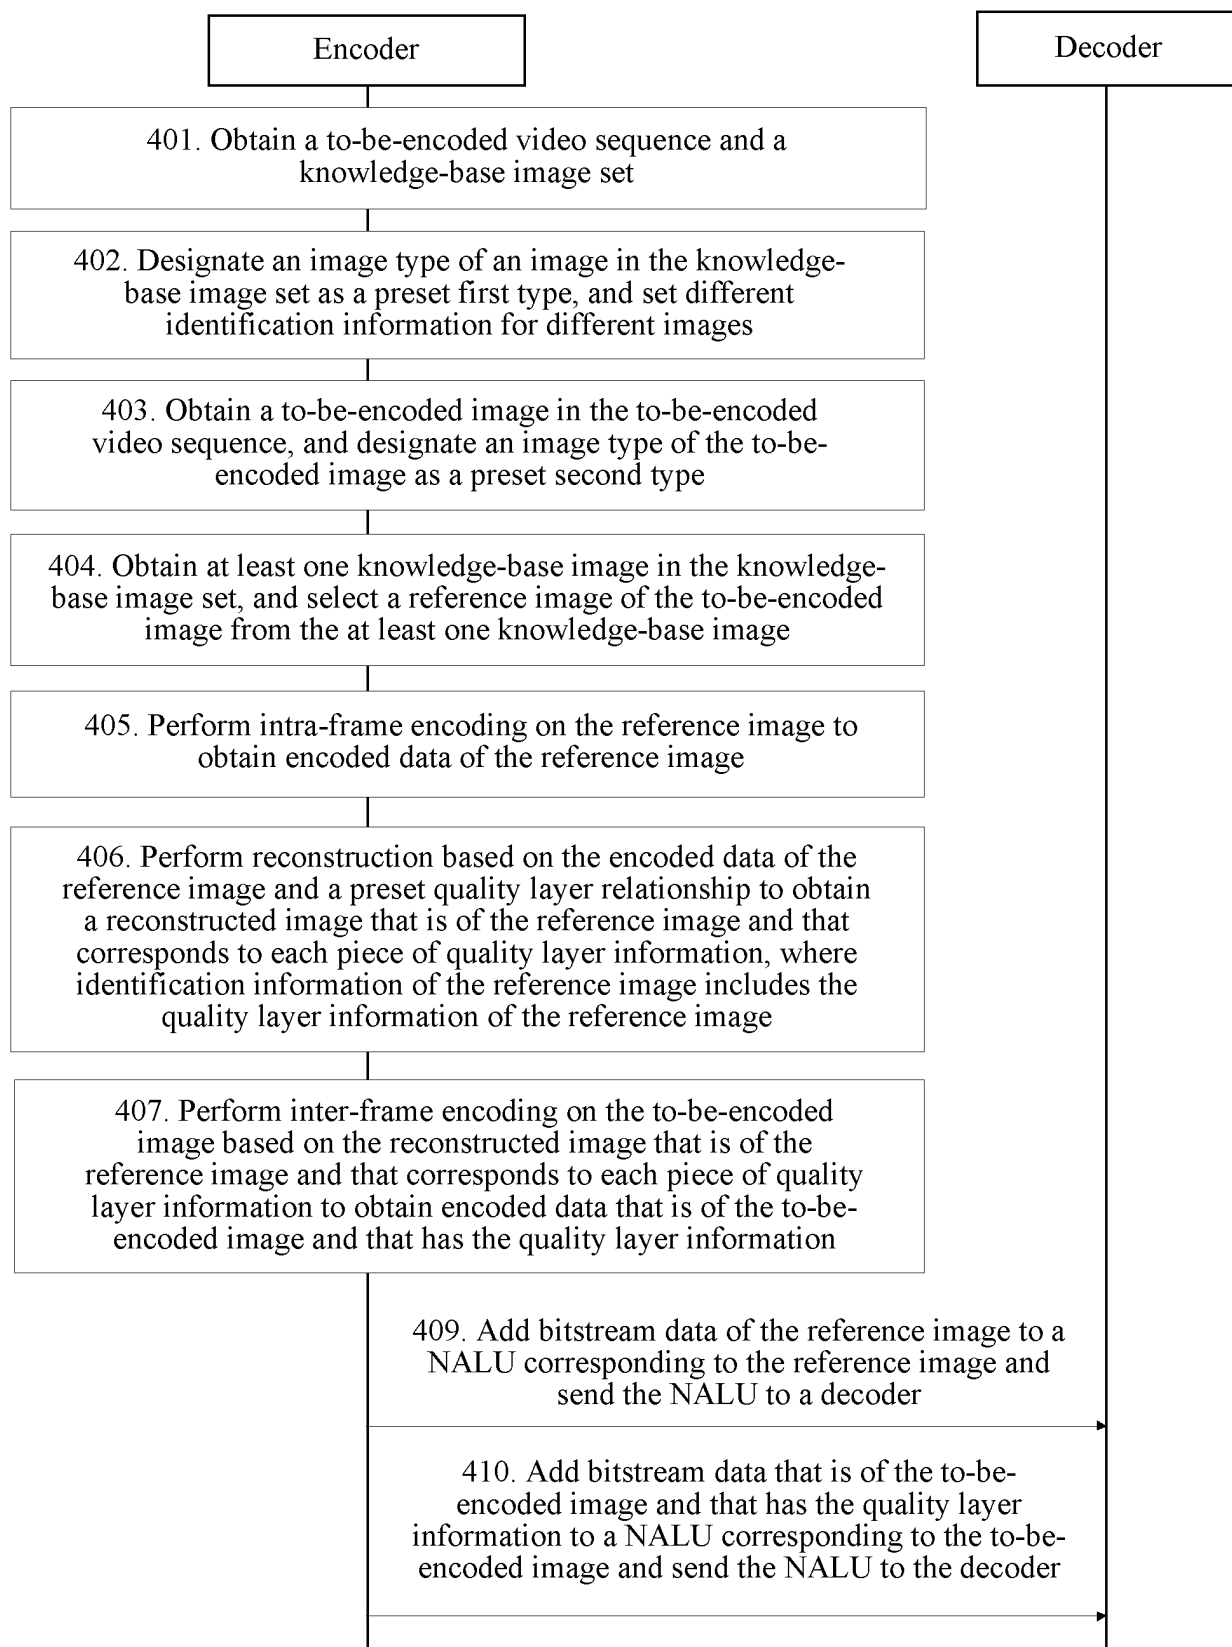 Encoder
Decoder
401. Obtain a to-be-encoded video sequence and a
knowledge-base image set
402. Designate an image type of an image in the knowledge-
base image set as a preset first type, and set different
identification information for different images
403. Obtain a to-be-encoded image in the to-be-encoded
video sequence, and designate an image type of the to-be-
encoded image as a preset second type
404. Obtain at least one knowledge-base image in the knowledge-
base image set, and select a reference image of the to-be-encoded
image from the at least one knowledge-base image
405. Perform intra-frame encoding on the reference image to
obtain encoded data of the reference image
406. Perform reconstruction based on the encoded data of the
reference image and a preset quality layer relationship to obtain
a reconstructed image that is of the reference image and that
corresponds to each piece of quality layer information, where
identification information of the reference image includes the
quality layer information of the reference image
407. Perform inter-frame encoding on the to-be-encoded
image based on the reconstructed image that is of the
reference image and that corresponds to each piece of quality
layer information to obtain encoded data that is of the to-be-
encoded image and that has the quality layer information
409. Add bitstream data of the reference image to a
NALU corresponding to the reference image and
send the NALU to a decoder
410. Add bitstream data that is of the to-be-
encoded image and that has the quality layer
information to a NALU corresponding to the to-be-
encoded image and send the NALU to the decoder